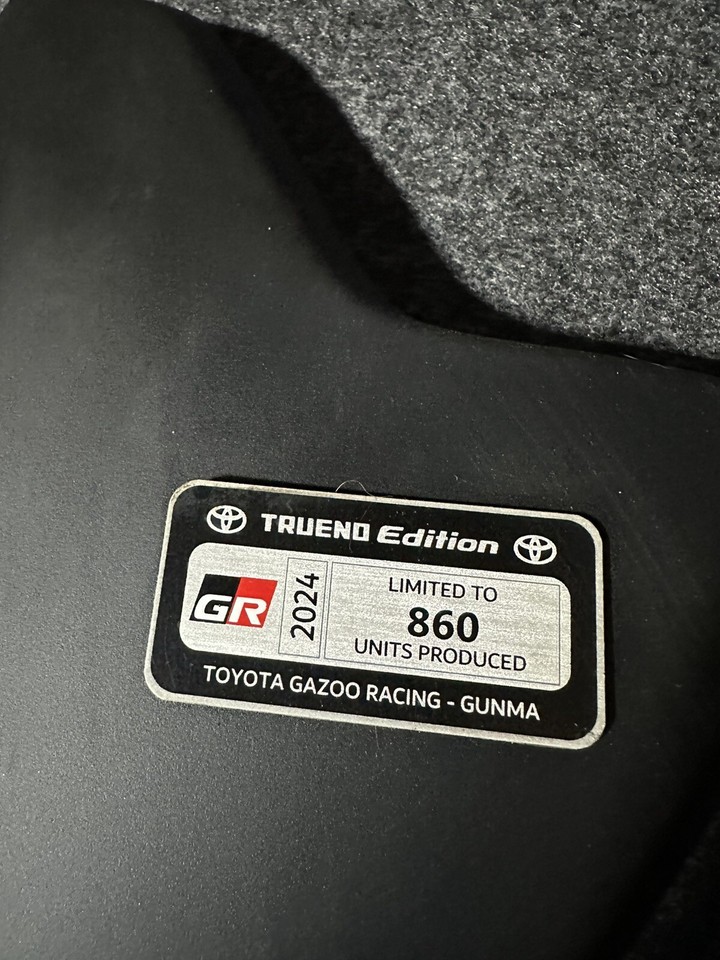 TRUENO Edition
GR
2024
LIMITED TO
860
UNITS PRODUCED
TOYOTA GAZOO RACING - GUNMA